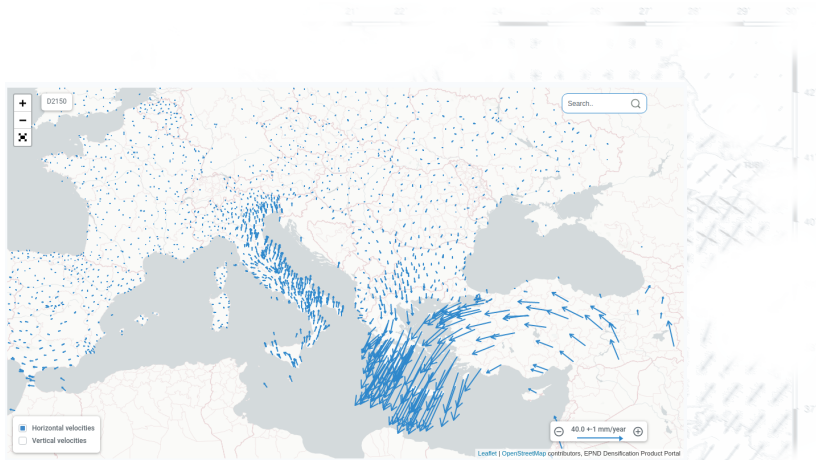 +
D2150
Search..
−
40.0 +-1 mm/year
Horizontal velocities
Vertical velocities
Leaflet | OpenStreetMap contributors, EPND Densification Product Portal